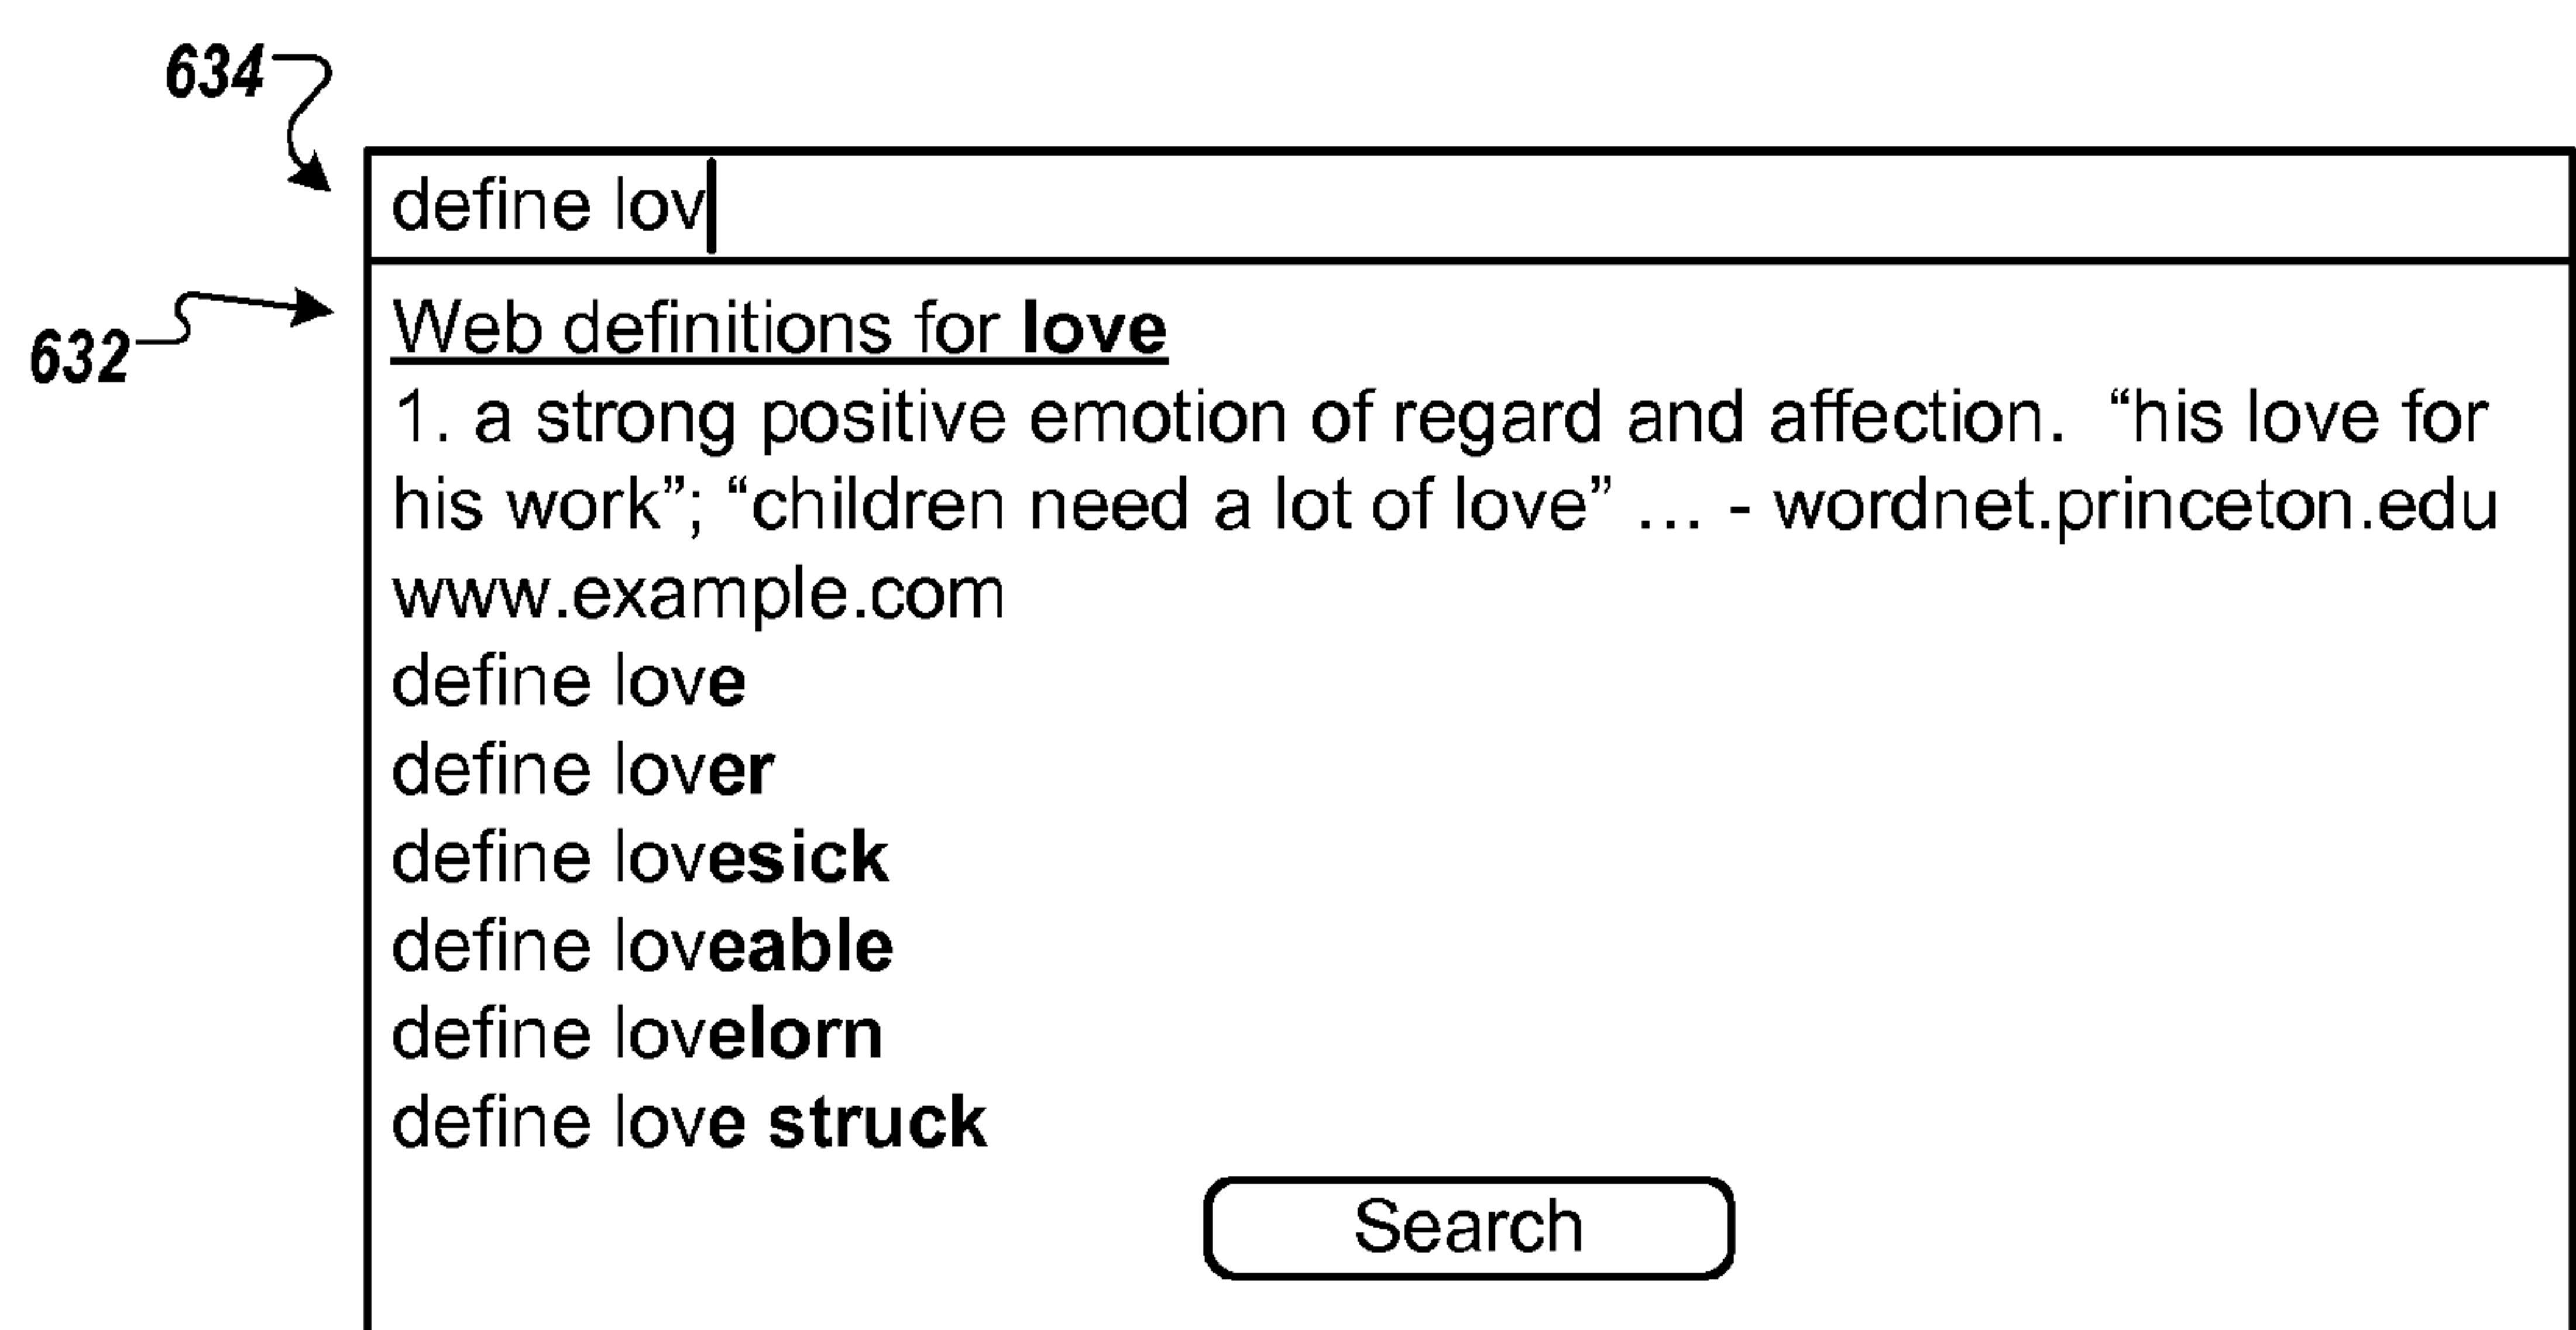 634
define lov
632
Web definitions for love
1. a strong positive emotion of regard and affection. “his love for
his work”; “children need a lot of love” ... - wordnet.princeton.edu
www.example.com
define love
define lover
define lovesick
define loveable
define lovelorn
define love struck
Search